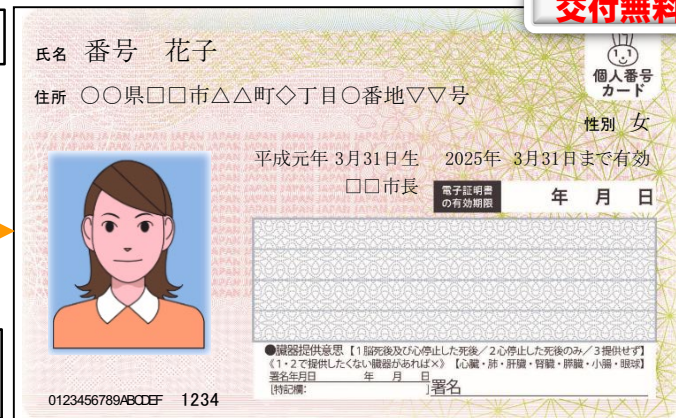 交付無料
氏名 番号 花子
個人番号
カード
住所 〇〇県□□市△△町◇丁目〇番地▽▽号
性別 女
平成元年 3月31日生 2025年 3月31日まで有効
□□市長
電子証明書
の有効期限
年 月 日
●臓器提供意思【1脳死後及び心停止した死後/2心停止した死後のみ/3提供せず】
《1・2で提供したくない臓器があれば×》【心臓・肺・肝臓・腎臓・膵臓・小腸・眼球】
署名年月日 年 月 日
[特記欄: ]署名
0123456789ABCDEF 1234